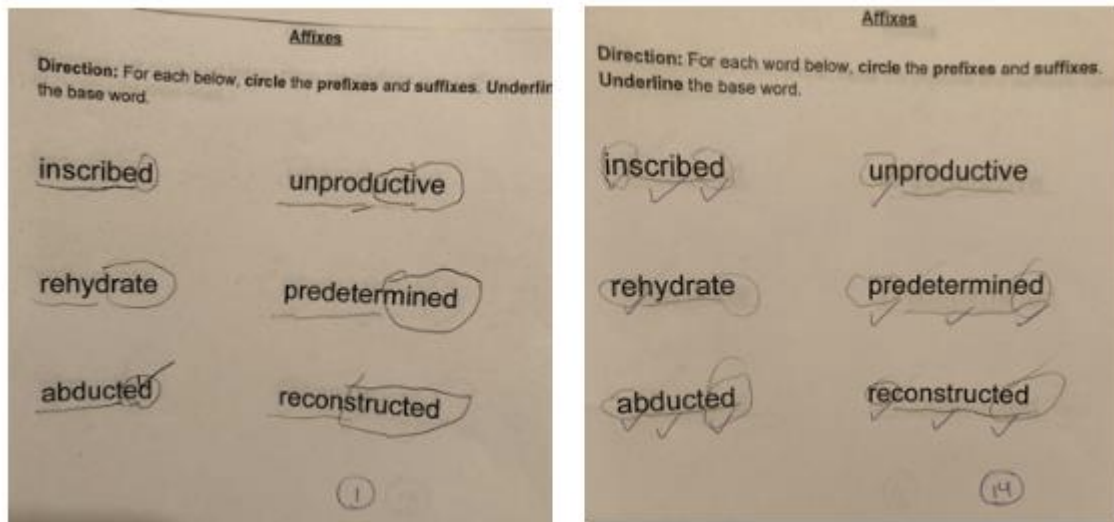 Affixes
Direction: For each below, circle the prefixes and suffixes. Underlin
the base word.
inscribed unproductive
rehydrate predetermined
abducted reconstructed
1
Affixes
Direction: For each word below, circle the prefixes and suffixes.
Underline the base word.
inscribed unproductive
rehydrate predetermined
abducted reconstructed
14